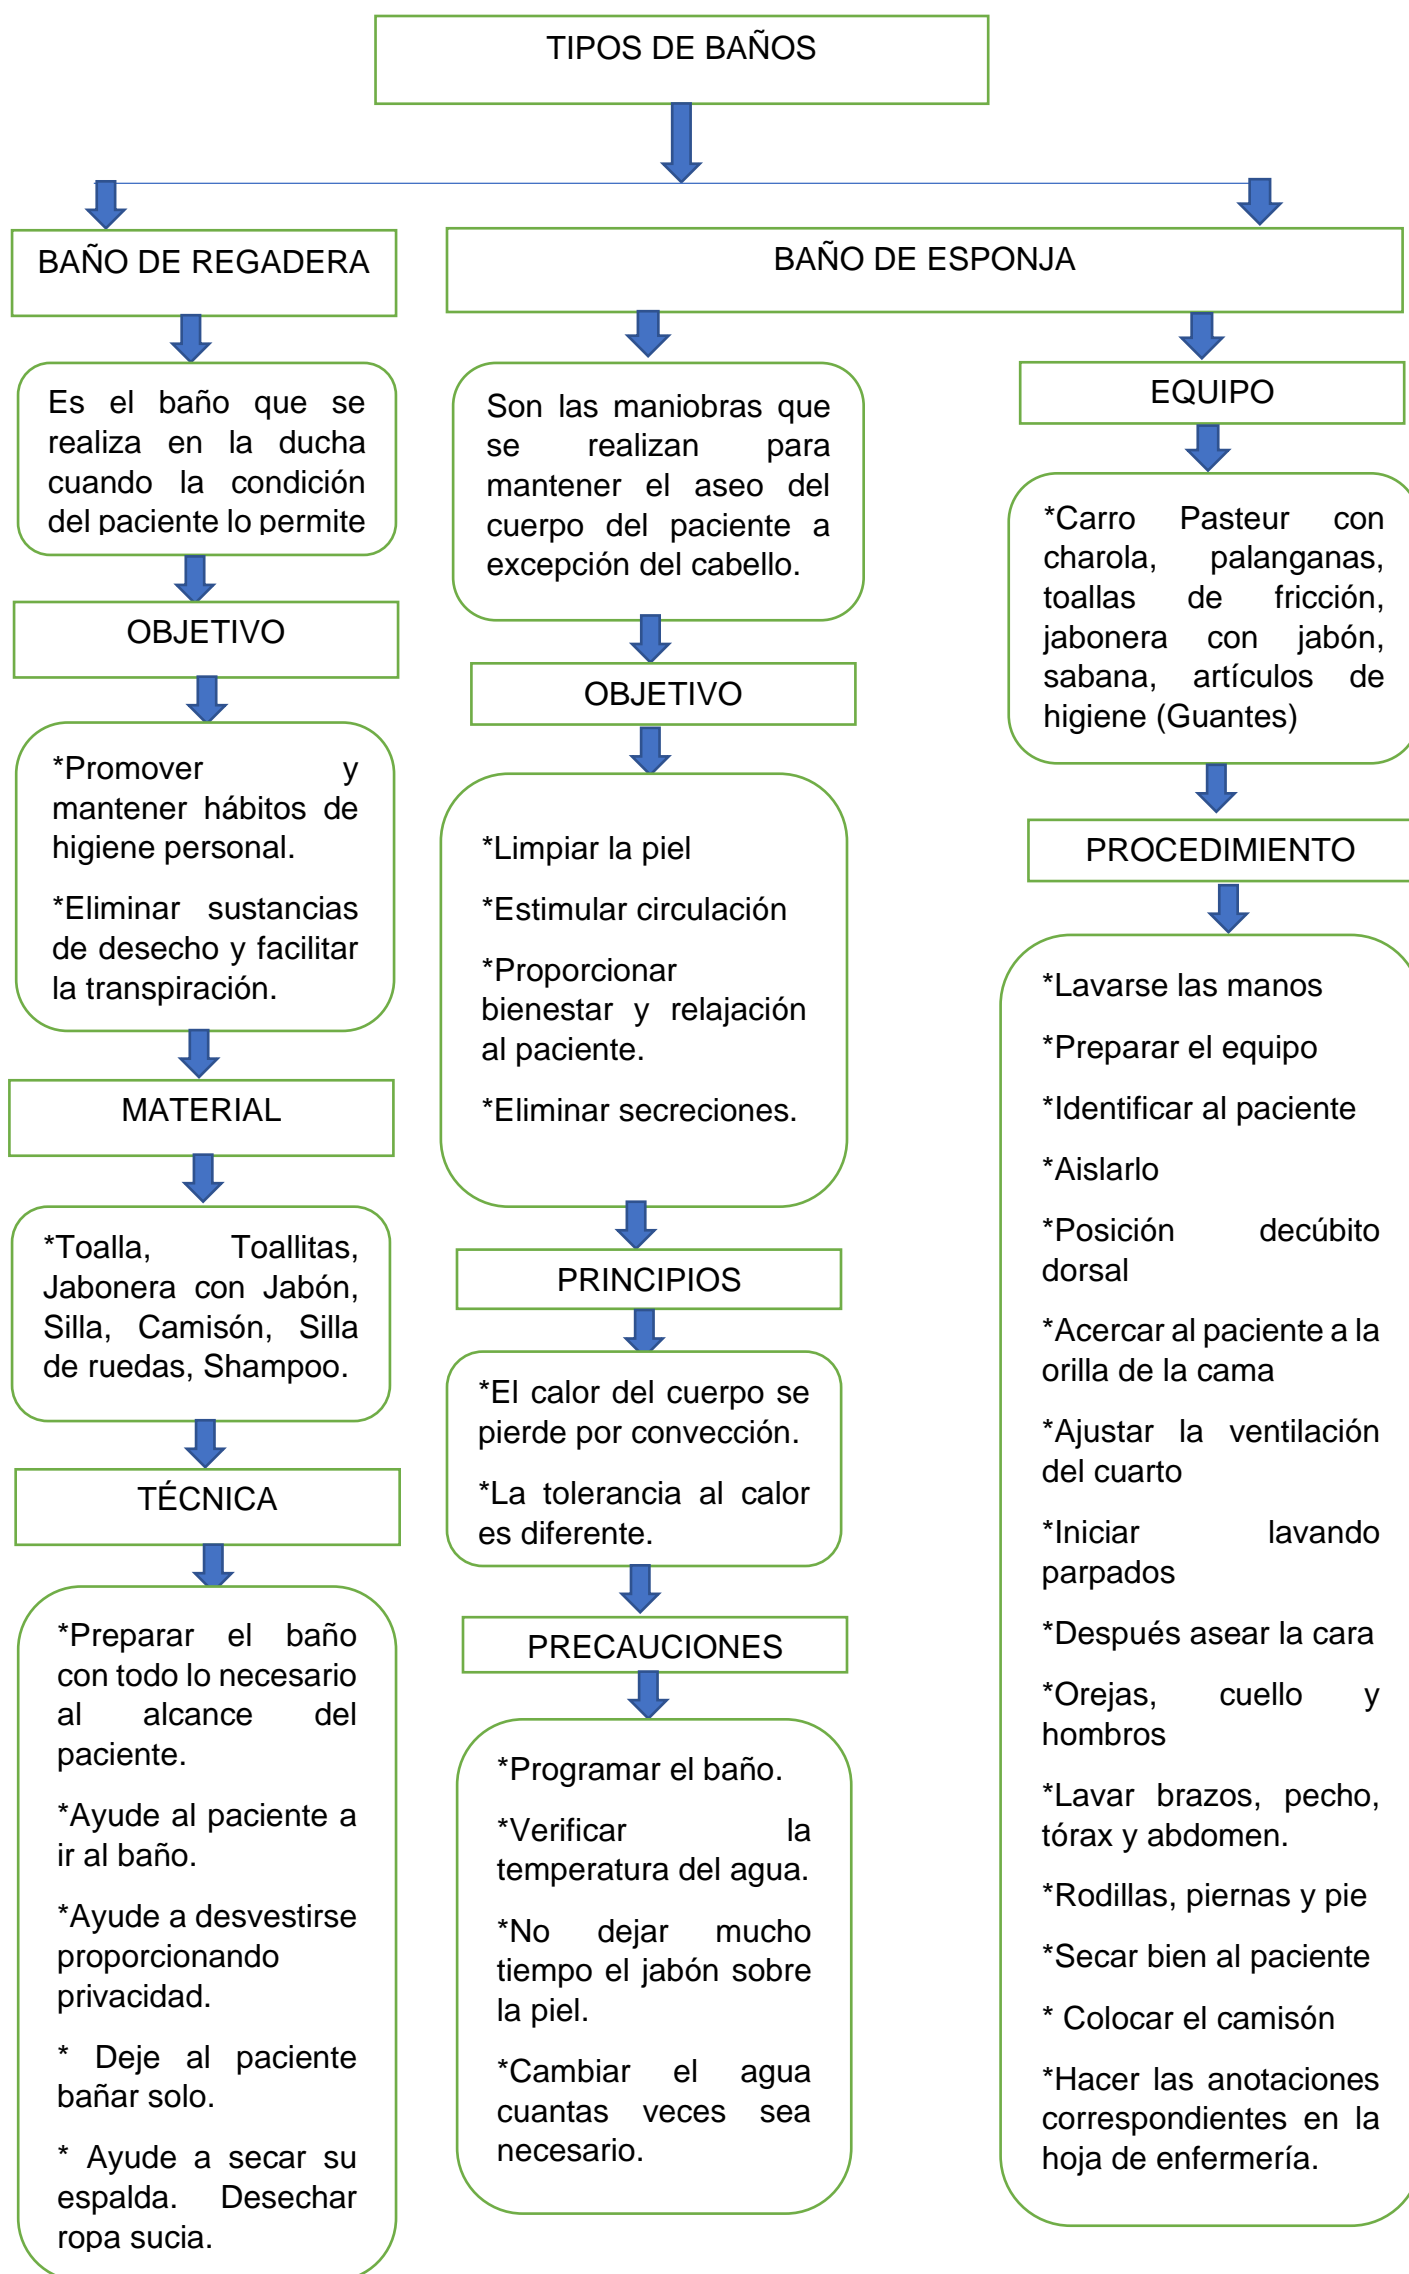 TIPOS DE BAÑOS
BAÑO DE REGADERA
Es el baño que se
realiza en la ducha
cuando la condición
del paciente lo permite
OBJETIVO
*Promover y
mantener hábitos de
higiene personal.
*Eliminar sustancias
de desecho y facilitar
la transpiración.
MATERIAL
*Toalla, Toallitas,
Jabonera con Jabón,
Silla, Camisón, Silla
de ruedas, Shampoo.
TÉCNICA
*Preparar el baño
con todo lo necesario
al alcance del
paciente.
*Ayude al paciente a
ir al baño.
*Ayude a desvestirse
proporcionando
privacidad.
* Deje al paciente
bañar solo.
* Ayude a secar su
espalda. Desechar
ropa sucia.
BAÑO DE ESPONJA
Son las maniobras que
se realizan para
mantener el aseo del
cuerpo del paciente a
excepción del cabello.
OBJETIVO
*Limpiar la piel
*Estimular circulación
*Proporcionar
bienestar y relajación
al paciente.
*Eliminar secreciones.
PRINCIPIOS
*El calor del cuerpo se
pierde por convección.
*La tolerancia al calor
es diferente.
PRECAUCIONES
*Programar el baño.
*Verificar la
temperatura del agua.
*No dejar mucho
tiempo el jabón sobre
la piel.
*Cambiar el agua
cuantas veces sea
necesario.
EQUIPO
*Carro Pasteur con
charola, palanganas,
toallas de fricción,
jabonera con jabón,
sabana, artículos de
higiene (Guantes)
PROCEDIMIENTO
*Lavarse las manos
*Preparar el equipo
*Identificar al paciente
*Aislarlo
*Posición decúbito
dorsal
*Acercar al paciente a la
orilla de la cama
*Ajustar la ventilación
del cuarto
*Iniciar lavando
parpados
*Después asear la cara
*Orejas, cuello y
hombros
*Lavar brazos, pecho,
tórax y abdomen.
*Rodillas, piernas y pie
*Secar bien al paciente
* Colocar el camisón
*Hacer las anotaciones
correspondientes en la
hoja de enfermería.